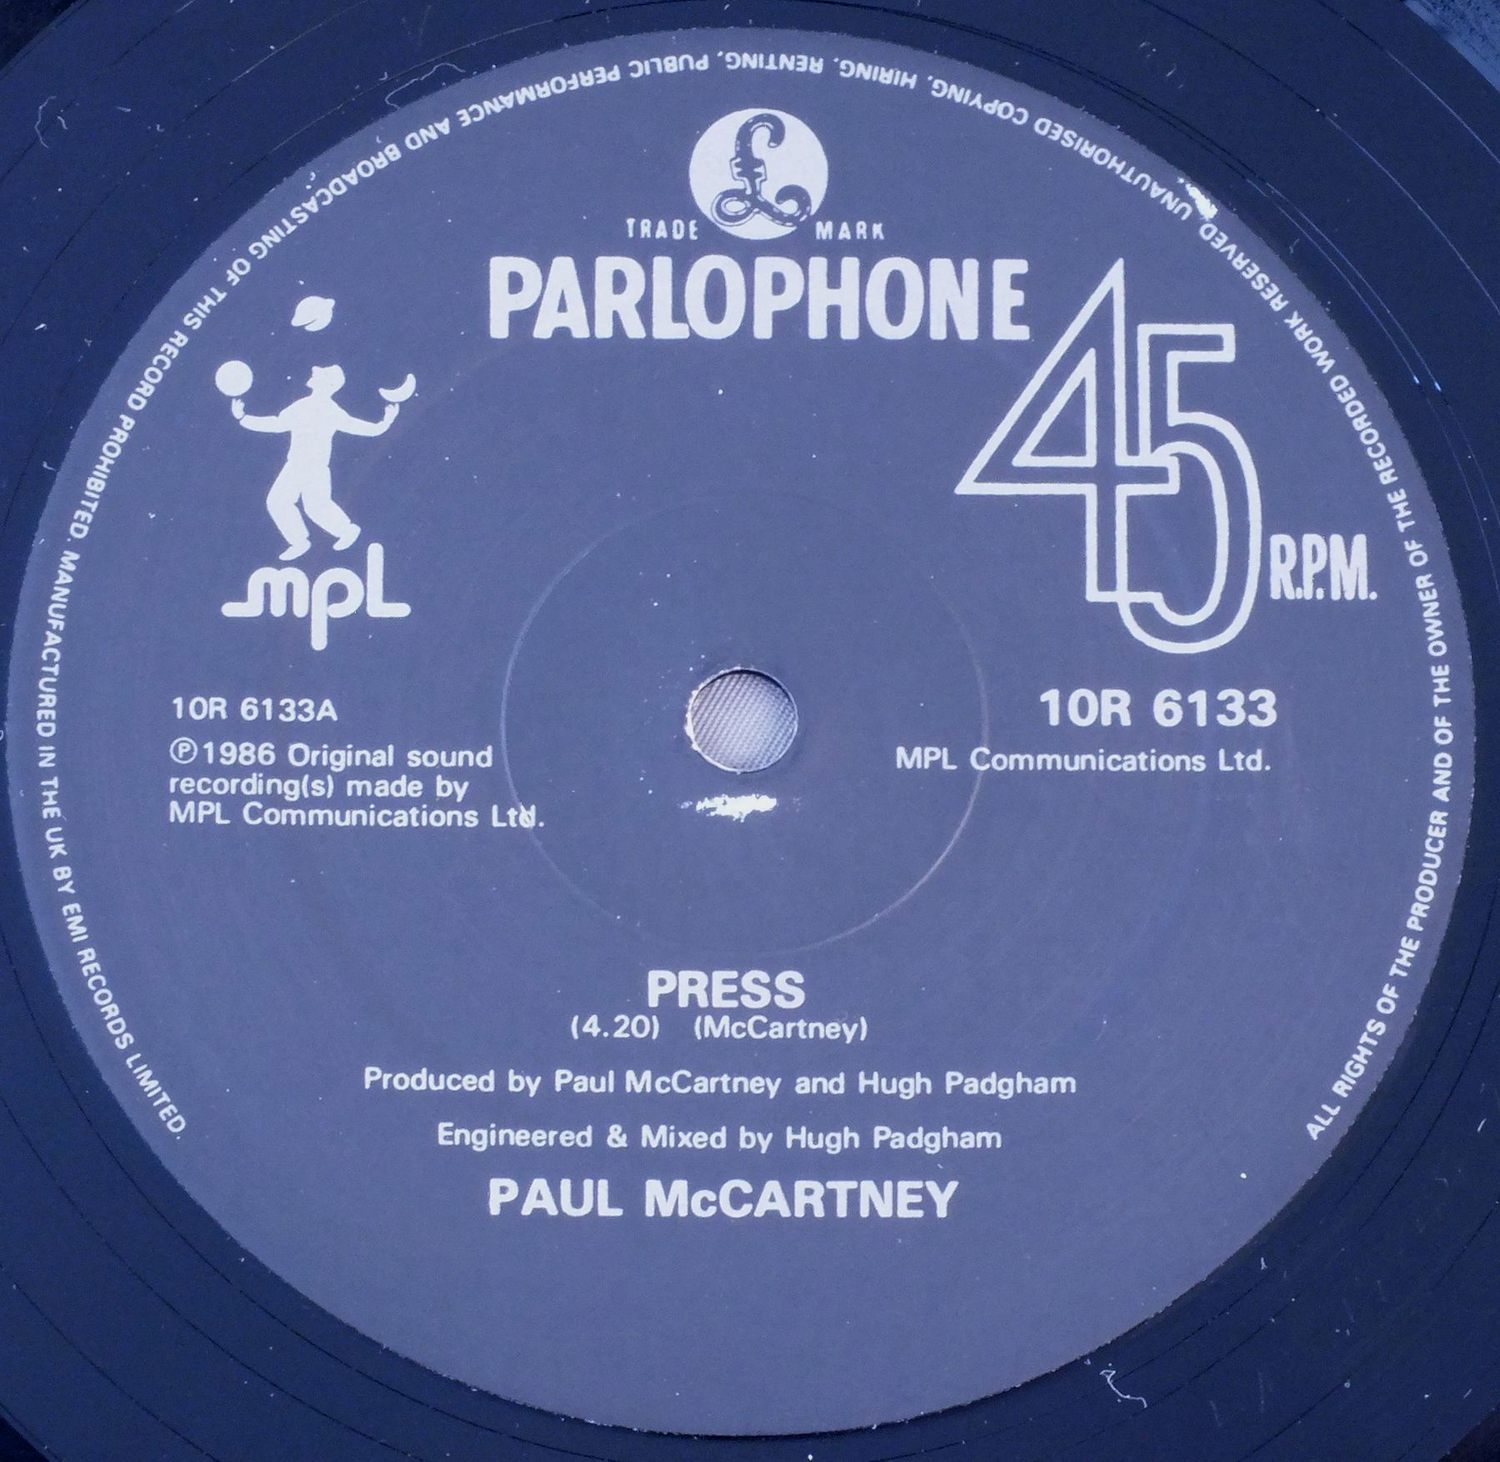 MANUFACTURED IN THE UK BY EMI RECORDS LIMITED.
ALL RIGHTS OF THE PRODUCER AND OF THE OWNER OF THE RECORDED WORK RESERVED. UNAUTHORISED COPYING, HIRING, RENTING, PUBLIC PERFORMANCE AND BROADCASTING OF THIS RECORD PROHIBITED.
£
TRADE MARK
PARLOPHONE
45 R.P.M.
mpl
10R 6133A
℗1986 Original sound
recording(s) made by
MPL Communications Ltd.
10R 6133
MPL Communications Ltd.
PRESS
(4.20) (McCartney)
Produced by Paul McCartney and Hugh Padgham
Engineered & Mixed by Hugh Padgham
PAUL McCARTNEY